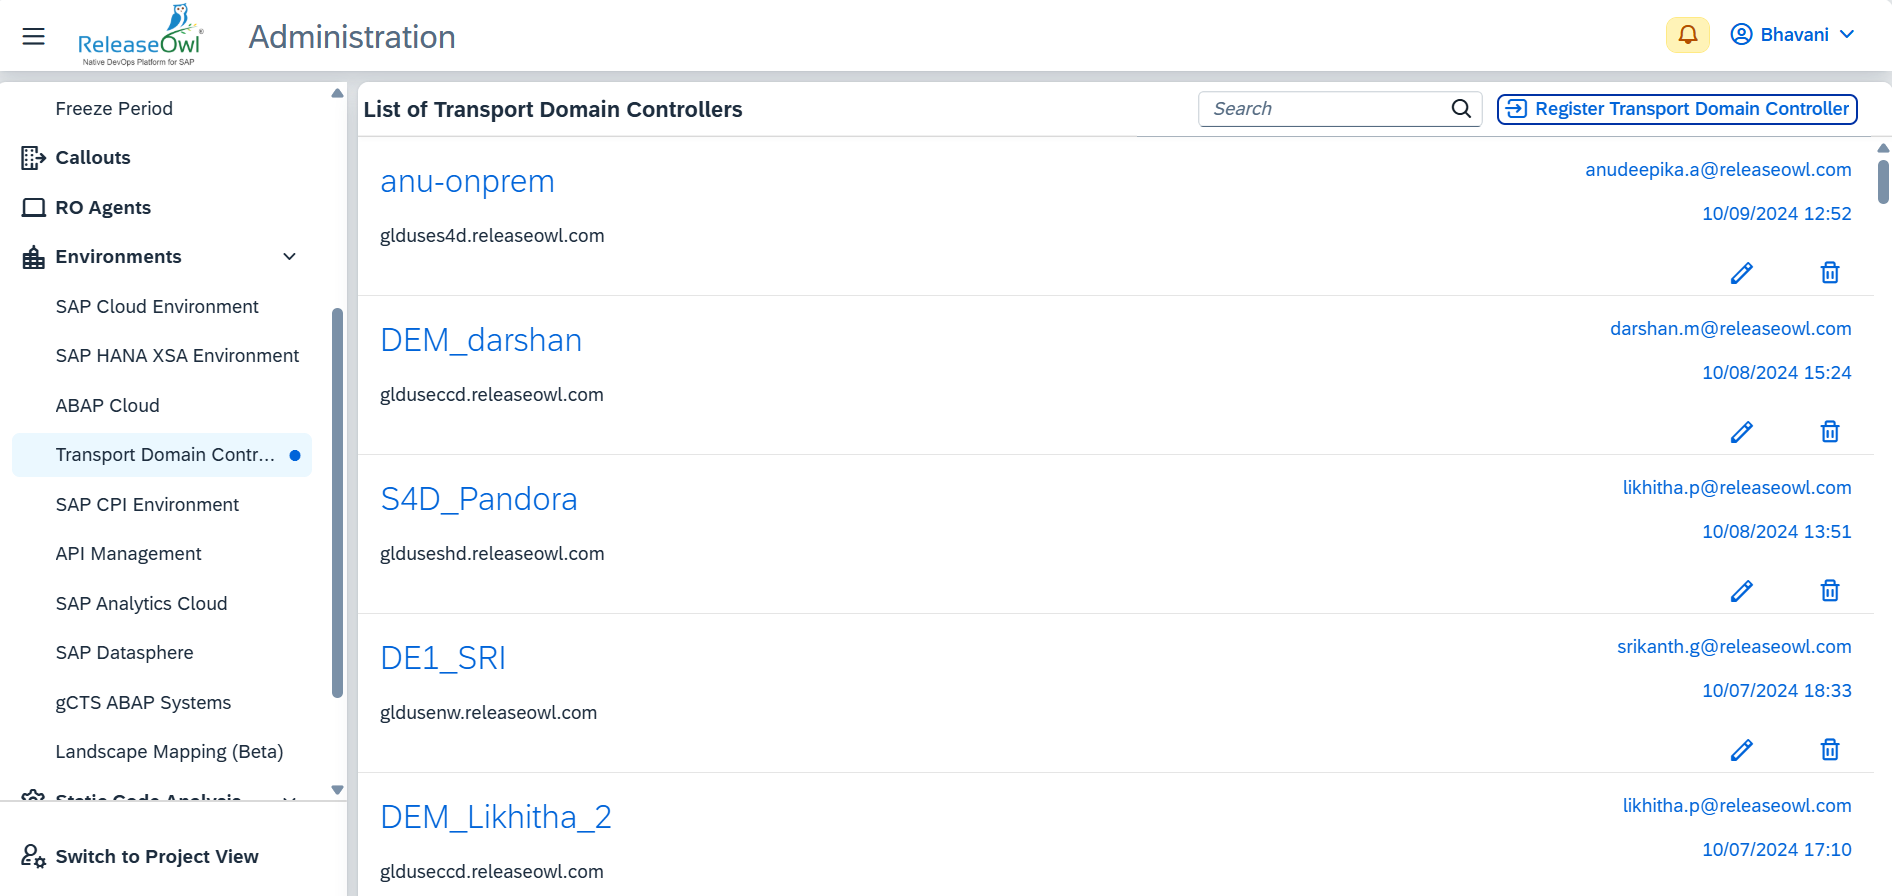 ReleaseOwl®
Native DevOps Platform for SAP
Administration
Bhavani
Freeze Period
Callouts
RO Agents
Environments
SAP Cloud Environment
SAP HANA XSA Environment
ABAP Cloud
Transport Domain Contr...
SAP CPI Environment
API Management
SAP Analytics Cloud
SAP Datasphere
gCTS ABAP Systems
Landscape Mapping (Beta)
Static Code Analysis
Switch to Project View
List of Transport Domain Controllers
Search
Register Transport Domain Controller
anu-onprem
anudeepika.a@releaseowl.com
10/09/2024 12:52
glduses4d.releaseowl.com
DEM_darshan
darshan.m@releaseowl.com
10/08/2024 15:24
glduseccd.releaseowl.com
S4D_Pandora
likhitha.p@releaseowl.com
10/08/2024 13:51
glduseshd.releaseowl.com
DE1_SRI
srikanth.g@releaseowl.com
10/07/2024 18:33
gldusenw.releaseowl.com
DEM_Likhitha_2
likhitha.p@releaseowl.com
10/07/2024 17:10
glduseccd.releaseowl.com